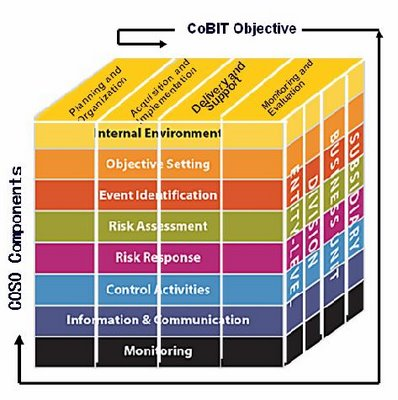 CoBIT Objective
Planning and
Organization
Acquisition and
Implementation
Delivery and
Support
Monitoring and
Evaluation
COSO Components
Internal Environment
Objective Setting
Event Identification
Risk Assessment
Risk Response
Control Activities
Information & Communication
Monitoring
ENTITY-LEVEL
DIVISION
BUSINESS UNIT
SUBSIDIARY